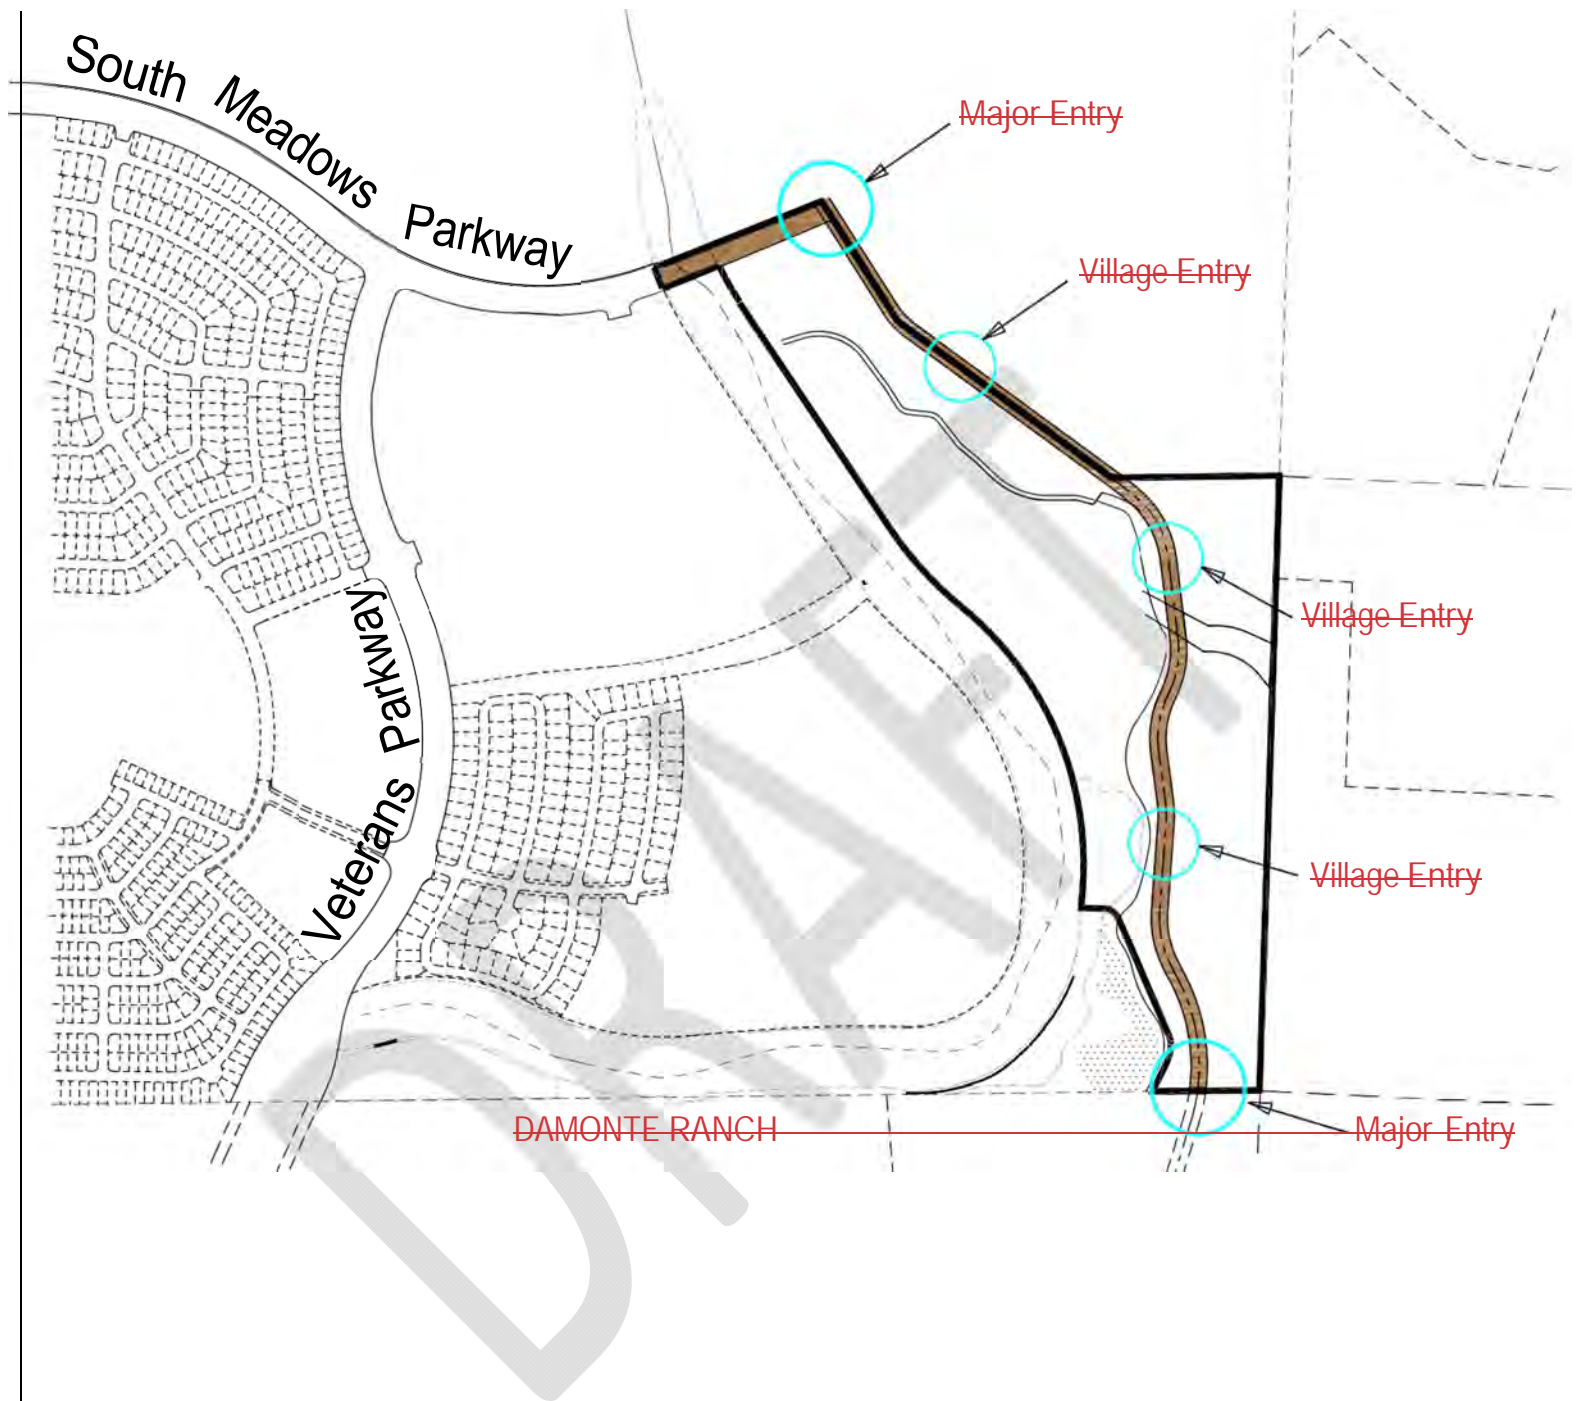 South Meadows Parkway
Major Entry
Village Entry
Village Entry
Veterans Parkway
Village Entry
DAMONTE RANCH
Major Entry
DRAFT